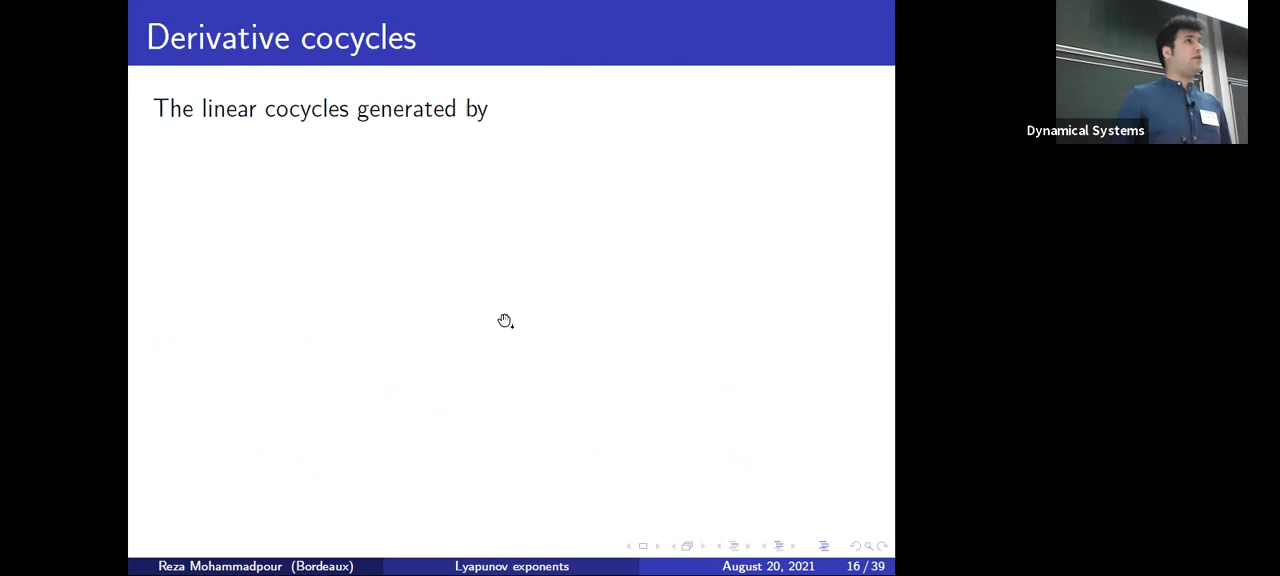 Derivative cocycles
The linear cocycles generated by
Dynamical Systems
Reza Mohammadpour (Bordeaux) Lyapunov exponents August 20, 2021 16 / 39